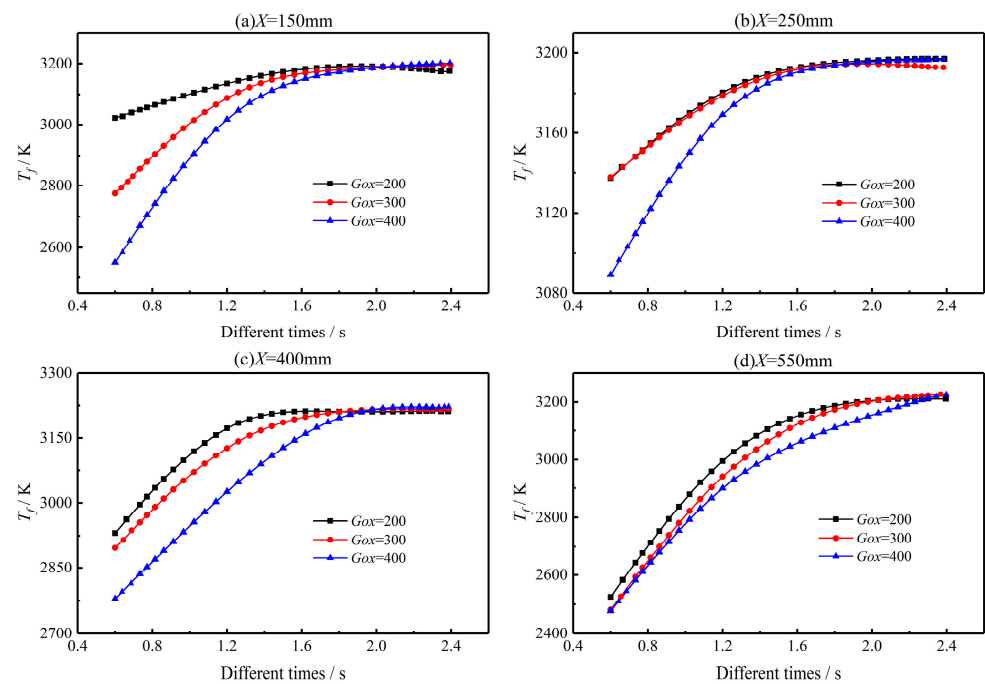 (a)X=150mm
3200
3000
2800
2600
T_f / K
Gox=200
Gox=300
Gox=400
0.4 0.8 1.2 1.6 2.0 2.4
Different times / s
(b)X=250mm
3200
3160
3120
3080
T_f / K
Gox=200
Gox=300
Gox=400
0.4 0.8 1.2 1.6 2.0 2.4
Different times / s
(c)X=400mm
3300
3150
3000
2850
2700
T_f / K
Gox=200
Gox=300
Gox=400
0.4 0.8 1.2 1.6 2.0 2.4
Different times / s
(d)X=550mm
3200
3000
2800
2600
2400
T_f / K
Gox=200
Gox=300
Gox=400
0.4 0.8 1.2 1.6 2.0 2.4
Different times / s